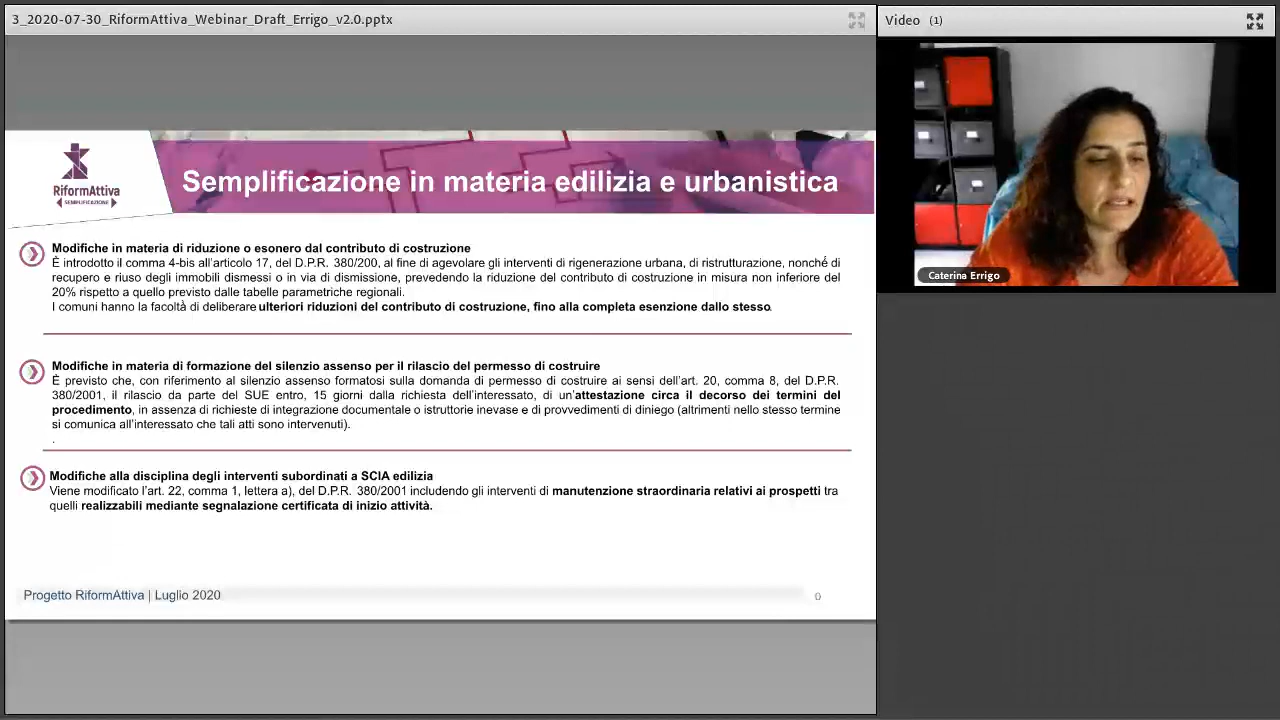 3_2020-07-30_RiformAttiva_Webinar_Draft_Errigo_v2.0.pptx
Video (1)
RiformAttiva
SEMPLIFICAZIONE
Semplificazione in materia edilizia e urbanistica
Modifiche in materia di riduzione o esonero dal contributo di costruzione
È introdotto il comma 4-bis all'articolo 17, del D.P.R. 380/200, al fine di agevolare gli interventi di rigenerazione urbana, di ristrutturazione, nonché di
recupero e riuso degli immobili dismessi o in via di dismissione, prevedendo la riduzione del contributo di costruzione in misura non inferiore del
20% rispetto a quello previsto dalle tabelle parametriche regionali.
I comuni hanno la facoltà di deliberare ulteriori riduzioni del contributo di costruzione, fino alla completa esenzione dallo stesso.
Modifiche in materia di formazione del silenzio assenso per il rilascio del permesso di costruire
È previsto che, con riferimento al silenzio assenso formatosi sulla domanda di permesso di costruire ai sensi dell'art. 20, comma 8, del D.P.R.
380/2001, il rilascio da parte del SUE entro, 15 giorni dalla richiesta dell'interessato, di un'attestazione circa il decorso dei termini del
procedimento, in assenza di richieste di integrazione documentale o istruttorie inevase e di provvedimenti di diniego (altrimenti nello stesso termine
si comunica all'interessato che tali atti sono intervenuti).
.
Modifiche alla disciplina degli interventi subordinati a SCIA edilizia
Viene modificato l'art. 22, comma 1, lettera a), del D.P.R. 380/2001 includendo gli interventi di manutenzione straordinaria relativi ai prospetti tra
quelli realizzabili mediante segnalazione certificata di inizio attività.
Progetto RiformAttiva | Luglio 2020
9
Caterina Errigo